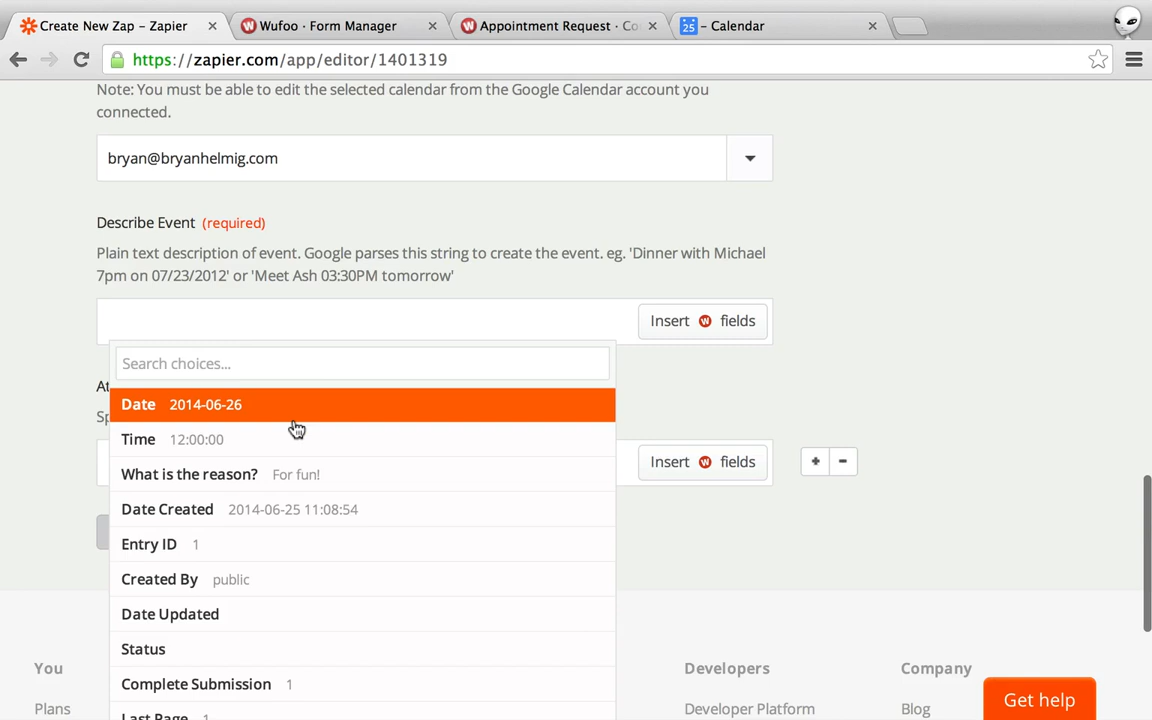 Create New Zap – Zapier
Wufoo · Form Manager
Appointment Request · Co
25 – Calendar
https://zapier.com/app/editor/1401319
Note: You must be able to edit the selected calendar from the Google Calendar account you
connected.
bryan@bryanhelmig.com
Describe Event (required)
Plain text description of event. Google parses this string to create the event. eg. 'Dinner with Michael
7pm on 07/23/2012' or 'Meet Ash 03:30PM tomorrow'
Insert W fields
Search choices...
At
Date 2014-06-26
Sp
Time 12:00:00
Insert W fields
+ -
What is the reason? For fun!
Date Created 2014-06-25 11:08:54
Entry ID 1
Created By public
Date Updated
Status
Complete Submission 1
Last Page 1
You
Developers
Company
Plans
Developer Platform
Blog
Get help